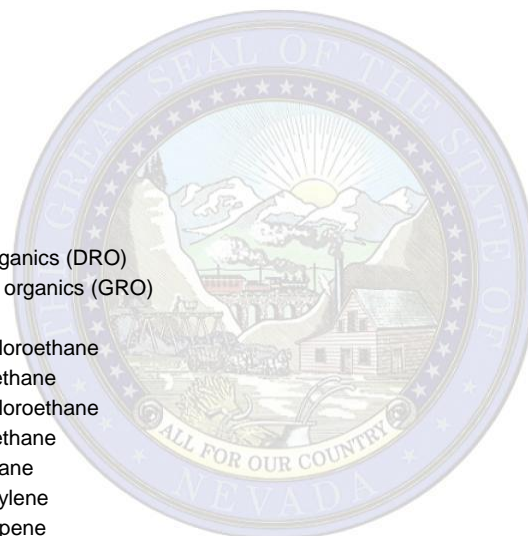 THE GREAT SEAL OF THE STATE OF
ganics (DRO)
organics (GRO)
loroethane
ethane
loroethane
ethane
ane
ylene
pene
ALL FOR OUR COUNTRY
NEVADA